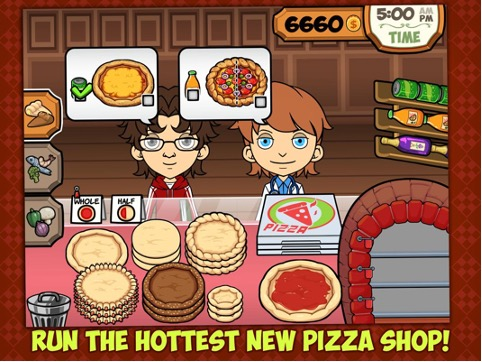 6660
5:00 AM
PM
TIME
WHOLE
HALF
PIZZA
RUN THE HOTTEST NEW PIZZA SHOP!